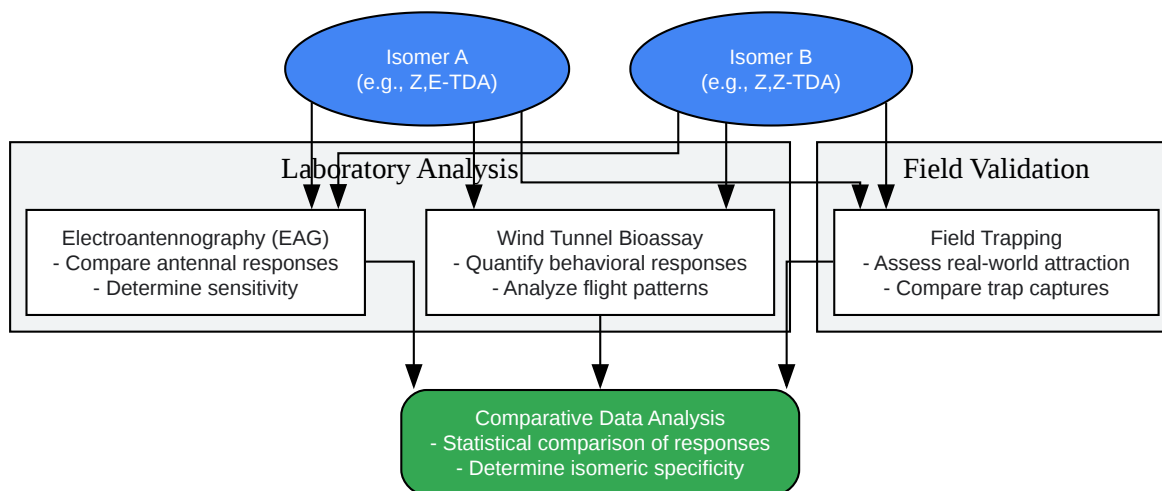 Isomer A
(e.g., Z,E-TDA)
Isomer B
(e.g., Z,Z-TDA)
Laboratory Analysis
Field Validation
Electroantennography (EAG)
- Compare antennal responses
- Determine sensitivity
Wind Tunnel Bioassay
- Quantify behavioral responses
- Analyze flight patterns
Field Trapping
- Assess real-world attraction
- Compare trap captures
Comparative Data Analysis
- Statistical comparison of responses
- Determine isomeric specificity